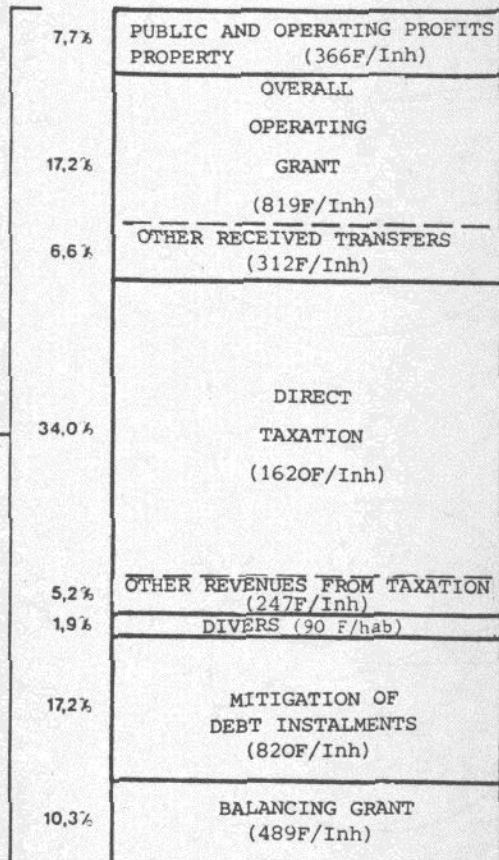 7,7% PUBLIC AND OPERATING PROFITS
PROPERTY (366F/Inh)
OVERALL
OPERATING
17,2% GRANT
(819F/Inh)
6,6% OTHER RECEIVED TRANSFERS
(312F/Inh)
DIRECT
34,0% TAXATION
(1620F/Inh)
5,2% OTHER REVENUES FROM TAXATION
(247F/Inh)
1,9% DIVERS (90 F/hab)
17,2% MITIGATION OF
DEBT INSTALMENTS
(820F/Inh)
10,3% BALANCING GRANT
(489F/Inh)